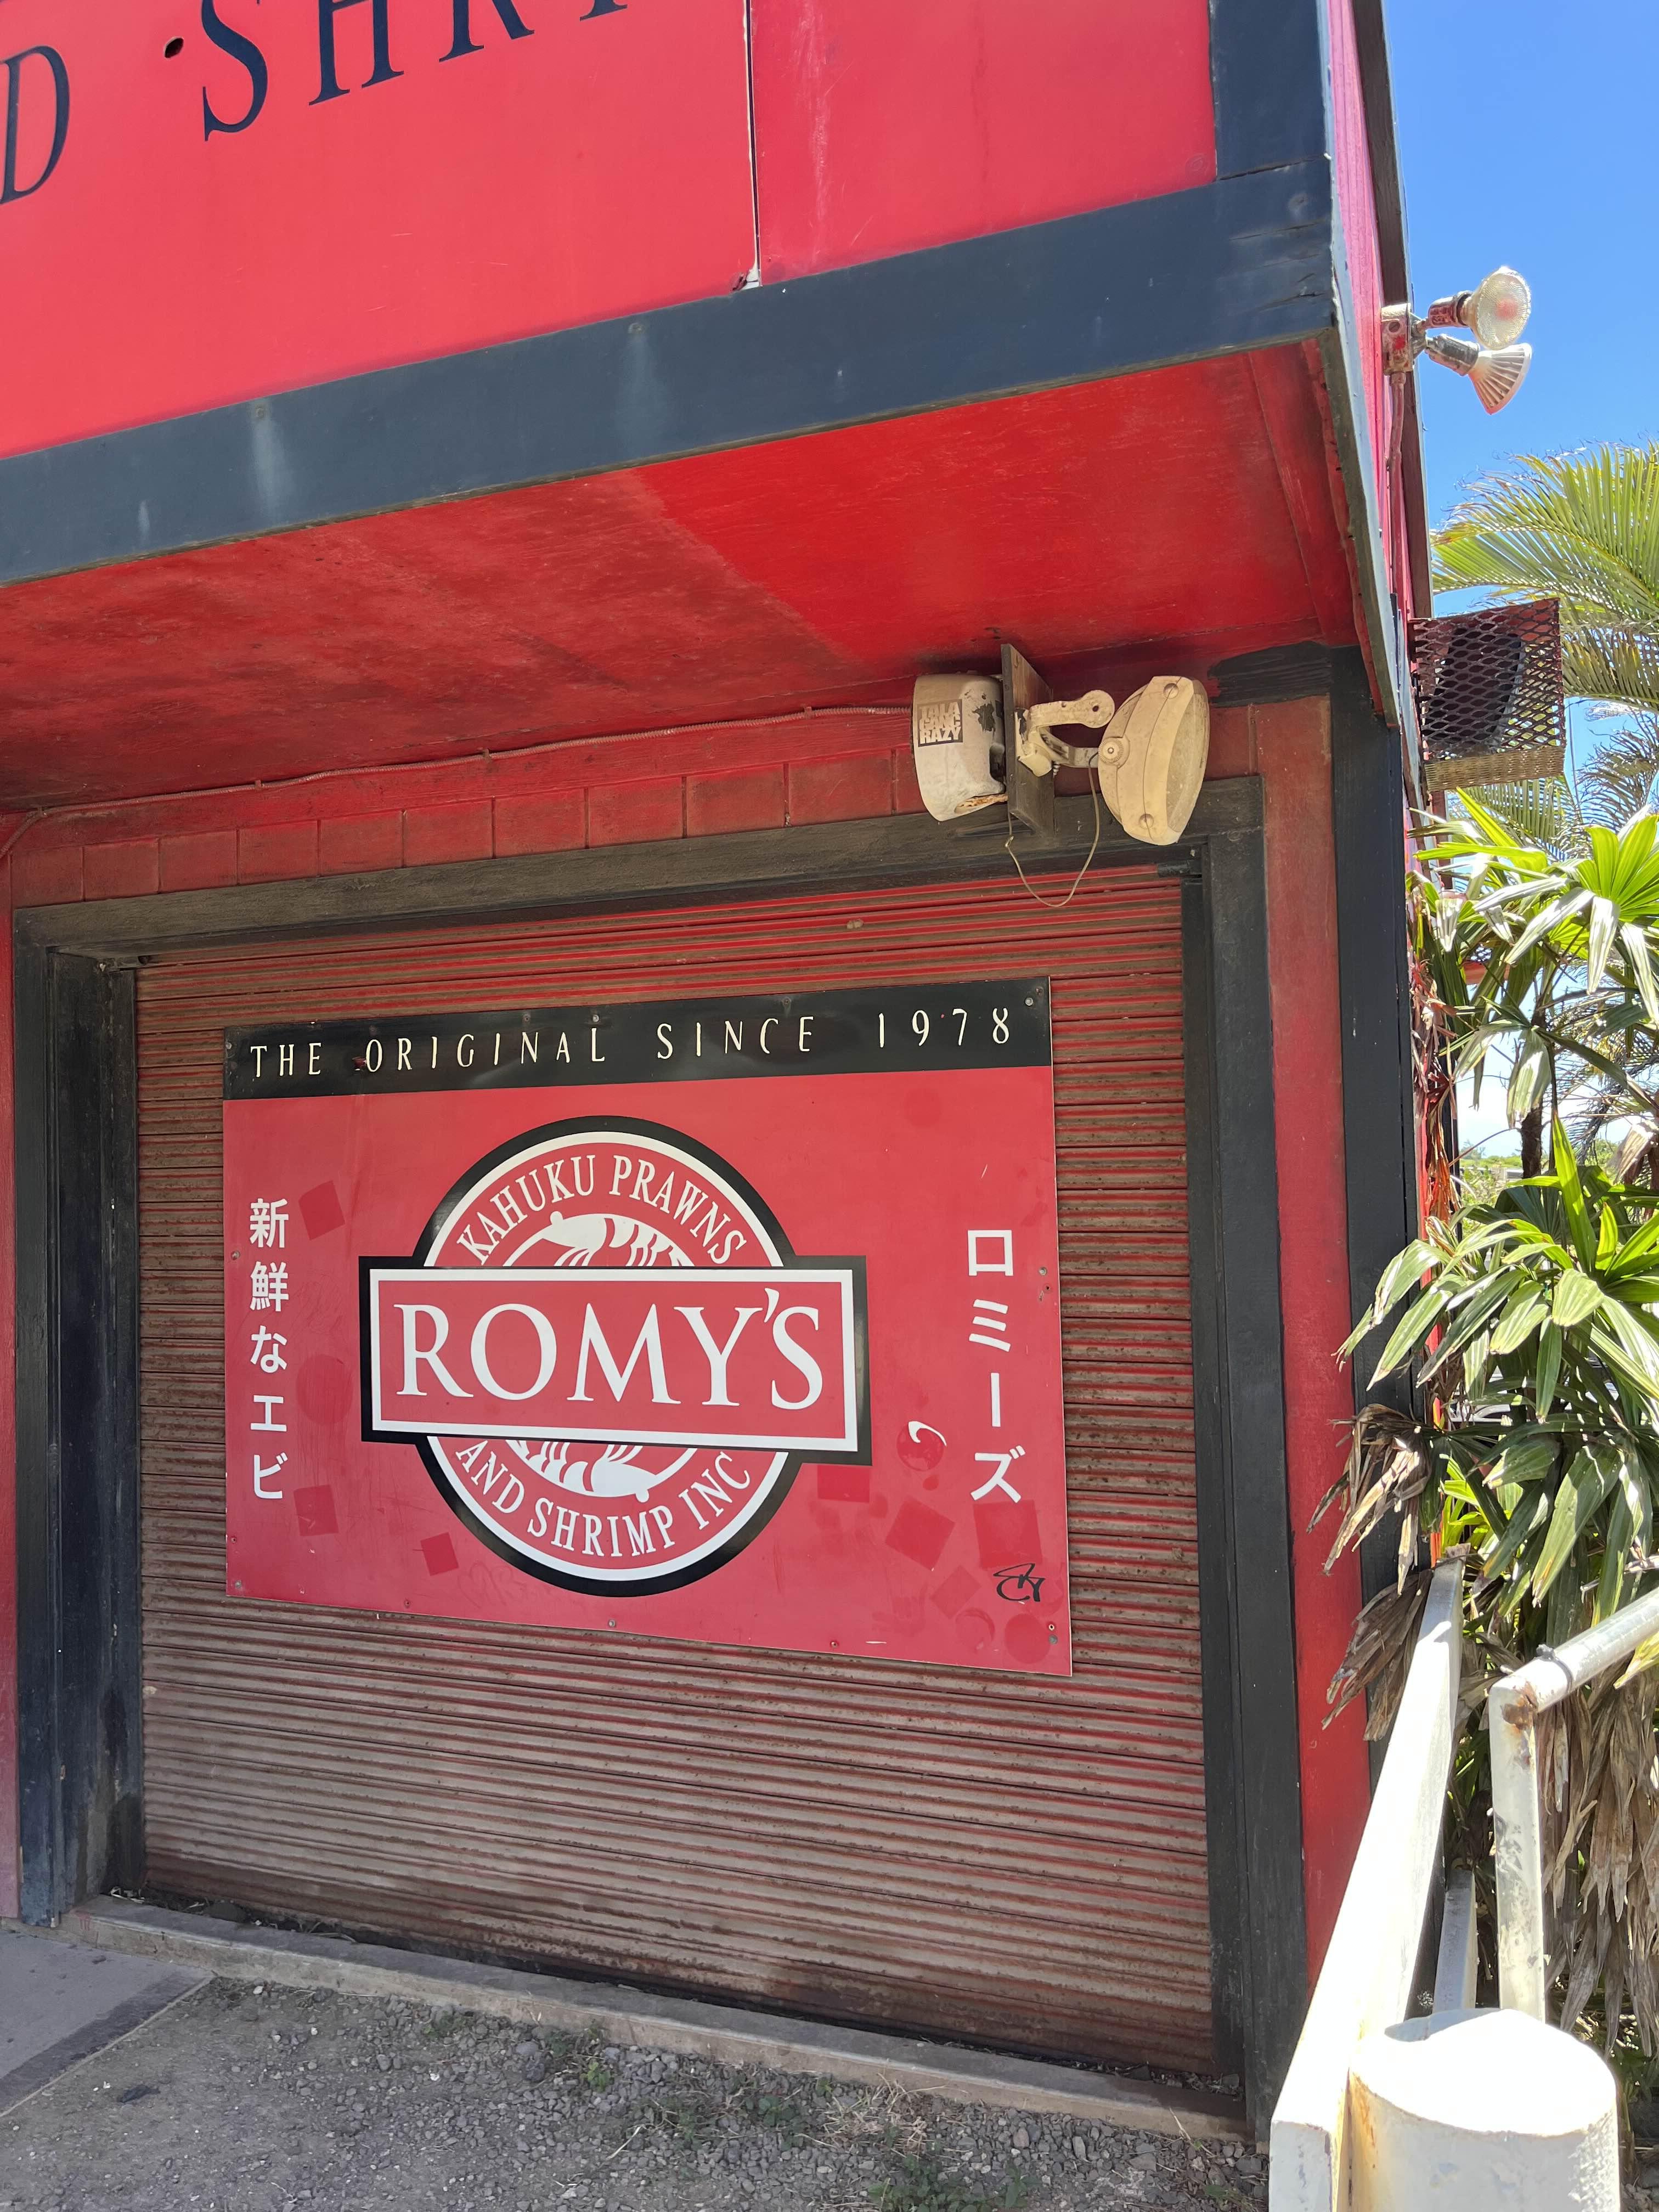 D SHRI
THE ORIGINAL SINCE 1978
新鮮なエビ
KAHUKU PRAWNS
ROMY'S
AND SHRIMP INC
ロミーズ